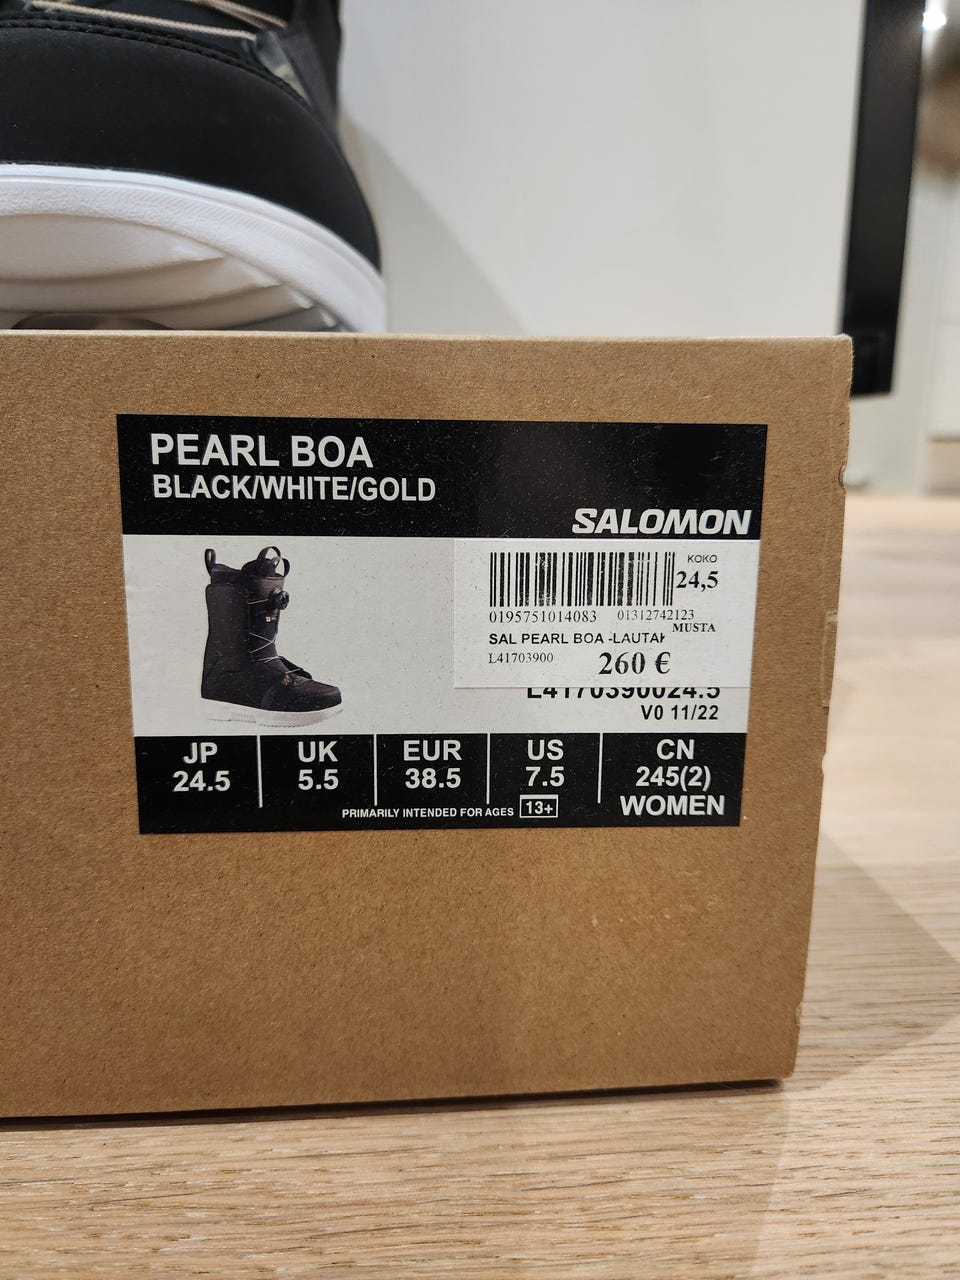 PEARL BOA
BLACK/WHITE/GOLD
SALOMON
KOKO
24,5
0195751014083 01312742123
MUSTA
SAL PEARL BOA -LAUTA
L41703900 260 €
L4170390024.5
V0 11/22
JP UK EUR US CN
24.5 5.5 38.5 7.5 245(2)
PRIMARILY INTENDED FOR AGES 13+ WOMEN